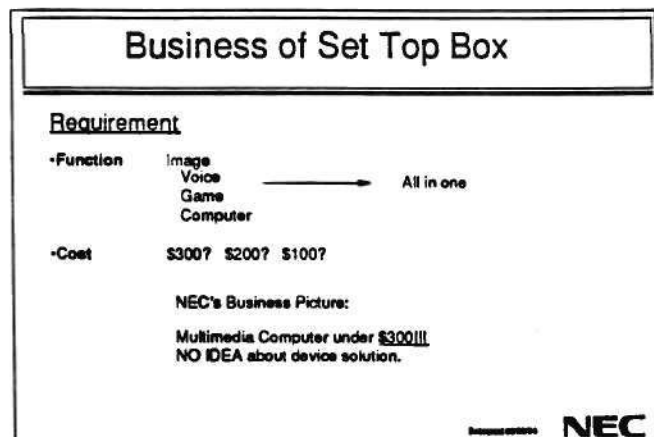 Business of Set Top Box
Requirement
•Function Image
Voice → All in one
Game
Computer
•Cost $300? $200? $100?
NEC's Business Picture:
Multimedia Computer under $300!!!
NO IDEA about device solution.
NEC